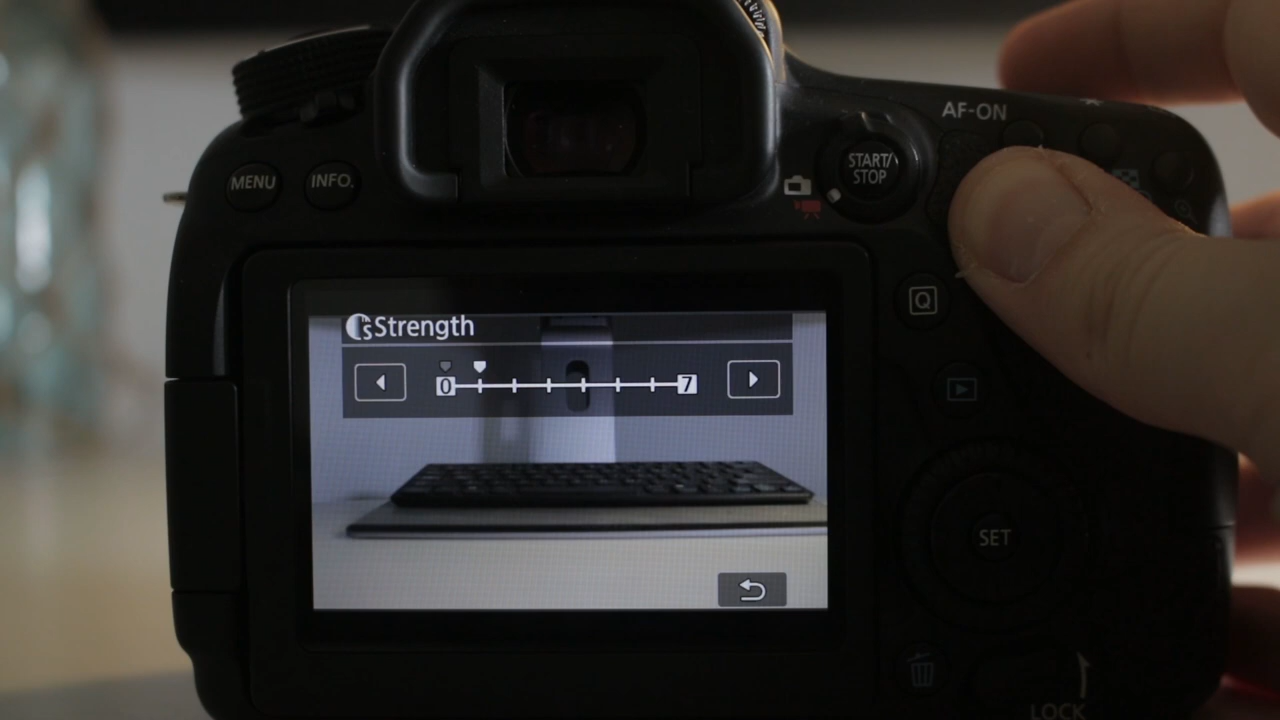 AF-ON
MENU
INFO.
START/
STOP
Q
Strength
0
7
SET
LOCK